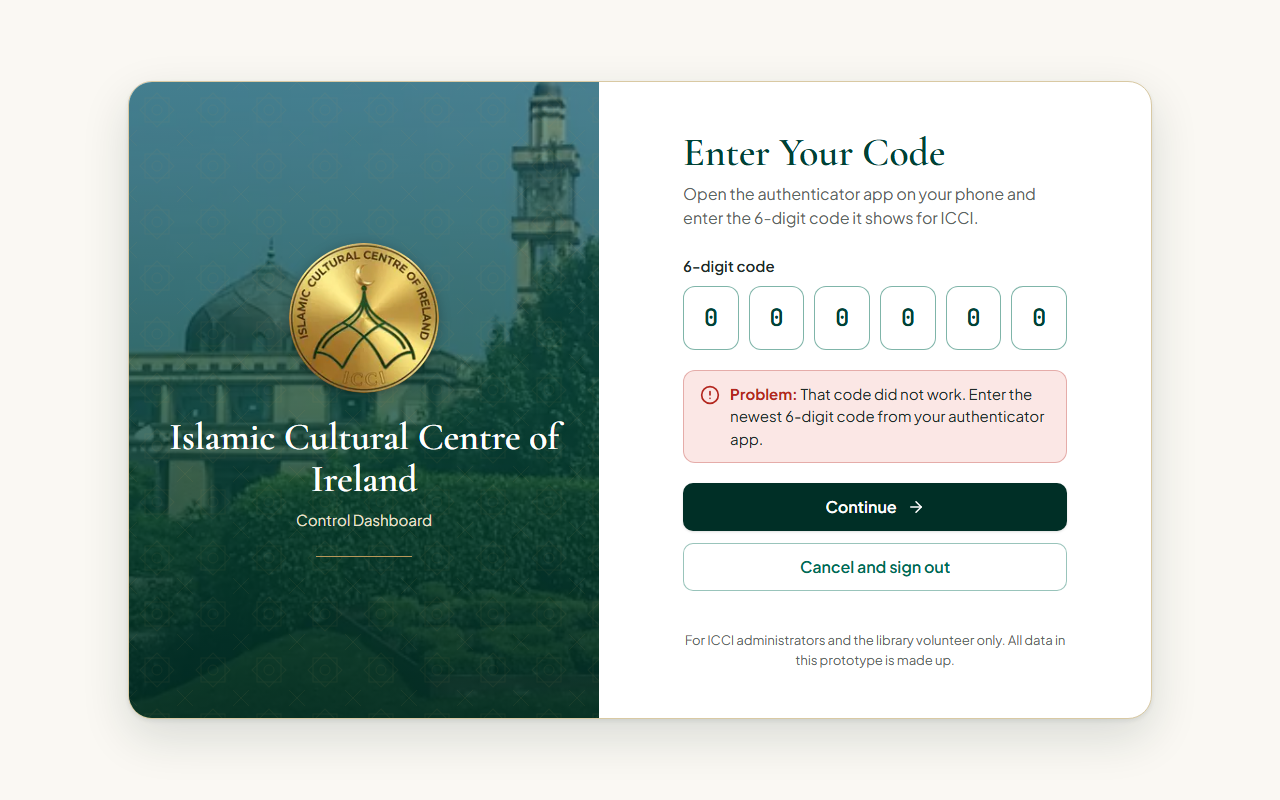 ISLAMIC CULTURAL CENTRE OF IRELAND
ICCI
Islamic Cultural Centre of
Ireland
Control Dashboard
Enter Your Code
Open the authenticator app on your phone and
enter the 6-digit code it shows for ICCI.
6-digit code
0 0 0 0 0 0
Problem: That code did not work. Enter the
newest 6-digit code from your authenticator
app.
Continue →
Cancel and sign out
For ICCI administrators and the library volunteer only. All data in
this prototype is made up.